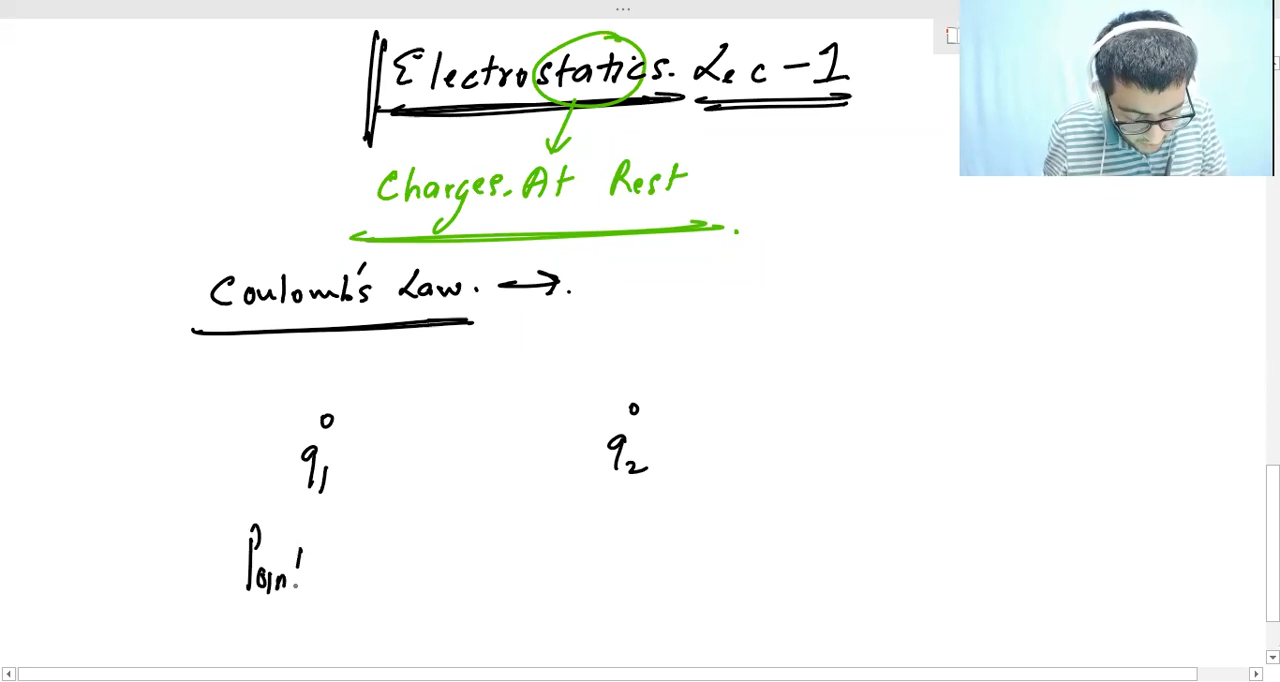 Electrostatics. Lec-1
Charges. At Rest
Coulomb's Law. ↔.
q1 q2
Point